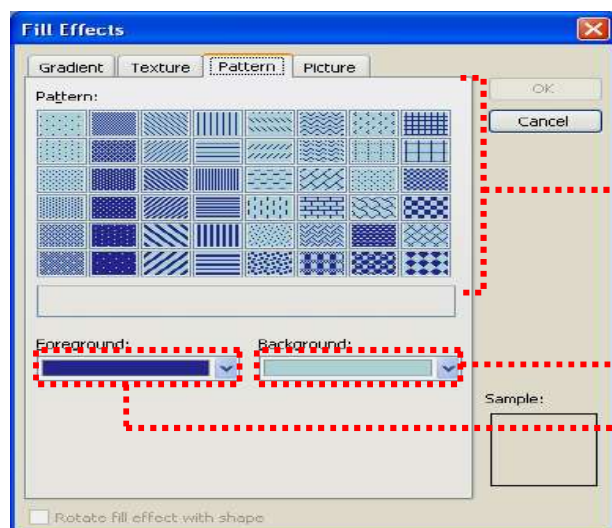 Fill Effects
Gradient Texture Pattern Picture
Pattern:
OK
Cancel
Foreground: Background:
Sample:
Rotate fill effect with shape